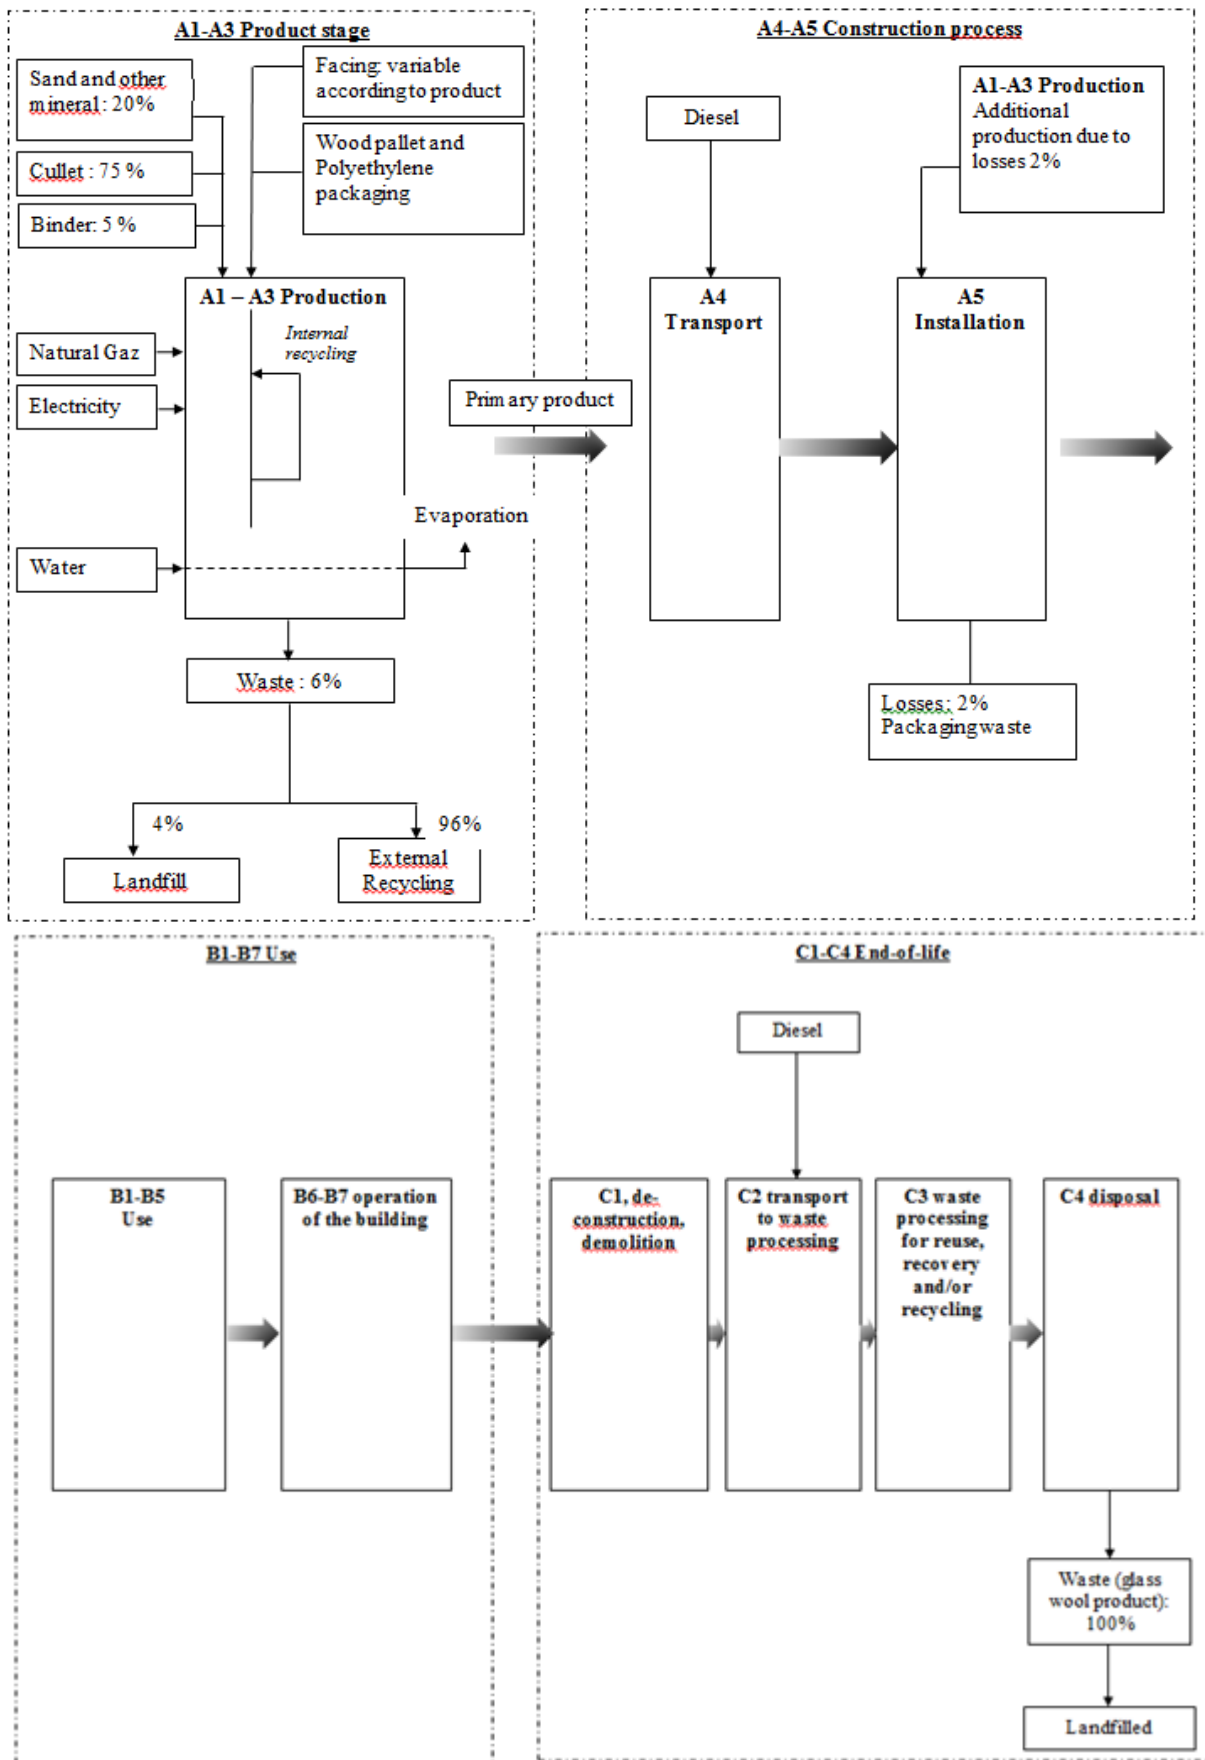 A1-A3 Product stage
Sand and other
mineral : 20%
Cullet : 75 %
Binder: 5 %
Facing: variable
according to product
Wood pallet and
Polyethylene
packaging
A1 – A3 Production
Internal
recycling
Natural Gaz
Electricity
Water
Evaporation
Primary product
Waste : 6%
4%
96%
Landfill
External
Recycling
A4-A5 Construction process
Diesel
A1-A3 Production
Additional
production due to
losses 2%
A4
Transport
A5
Installation
Losses: 2%
Packaging waste
B1-B7 Use
B1-B5
Use
B6-B7 operation
of the building
C1-C4 End-of-life
Diesel
C1, de-
construction,
demolition
C2 transport
to waste
processing
C3 waste
processing
for reuse,
recovery
and/or
recycling
C4 disposal
Waste (glass
wool product):
100%
Landfilled